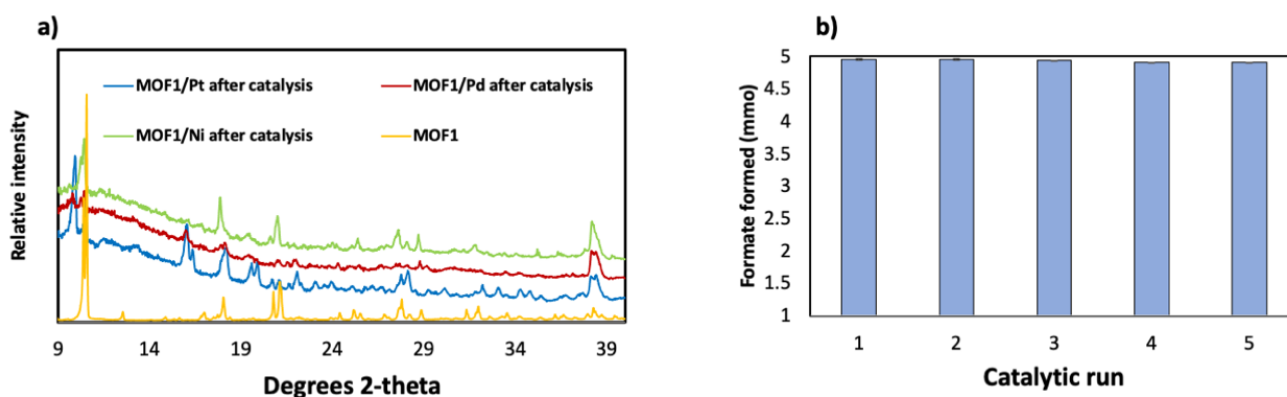 a)
MOF1/Pt after catalysis
MOF1/Pd after catalysis
MOF1/Ni after catalysis
MOF1
Relative intensity
9 14 19 24 29 34 39
Degrees 2-theta
b)
5
4.5
4
3.5
3
2.5
2
1.5
1
Formate formed (mmo)
1 2 3 4 5
Catalytic run